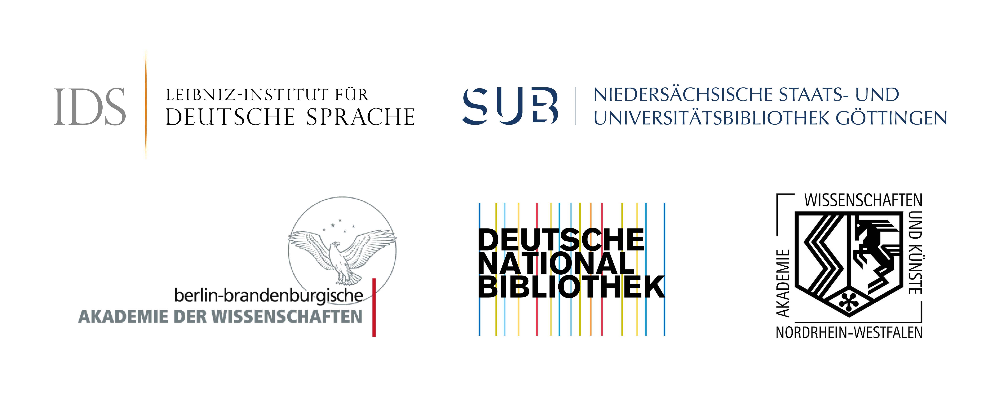 IDS
LEIBNIZ-INSTITUT FÜR
DEUTSCHE SPRACHE
SUB
NIEDERSÄCHSISCHE STAATS- UND
UNIVERSITÄTSBIBLIOTHEK GÖTTINGEN
berlin-brandenburgische
AKADEMIE DER WISSENSCHAFTEN
DEUTSCHE
NATIONAL
BIBLIOTHEK
AKADEMIE
WISSENSCHAFTEN
UND KÜNSTE
NORDRHEIN-WESTFALEN